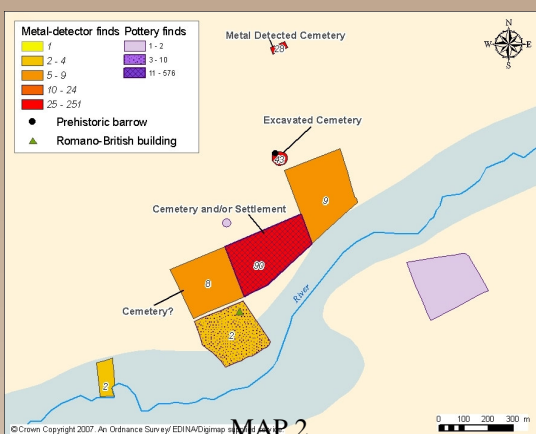 Metal-detector finds
1
2 - 4
5 - 9
10 - 24
25 - 251
Pottery finds
1 - 2
3 - 10
11 - 576
Prehistoric barrow
Romano-British building
N
W E
S
Metal Detected Cemetery
28
Excavated Cemetery
43
9
Cemetery and/or Settlement
90
8
Cemetery?
2
River
2
0 100 200 300 m
©Crown Copyright 2007. An Ordnance Survey/ EDINA/Digimap supplied service.
MAP 2